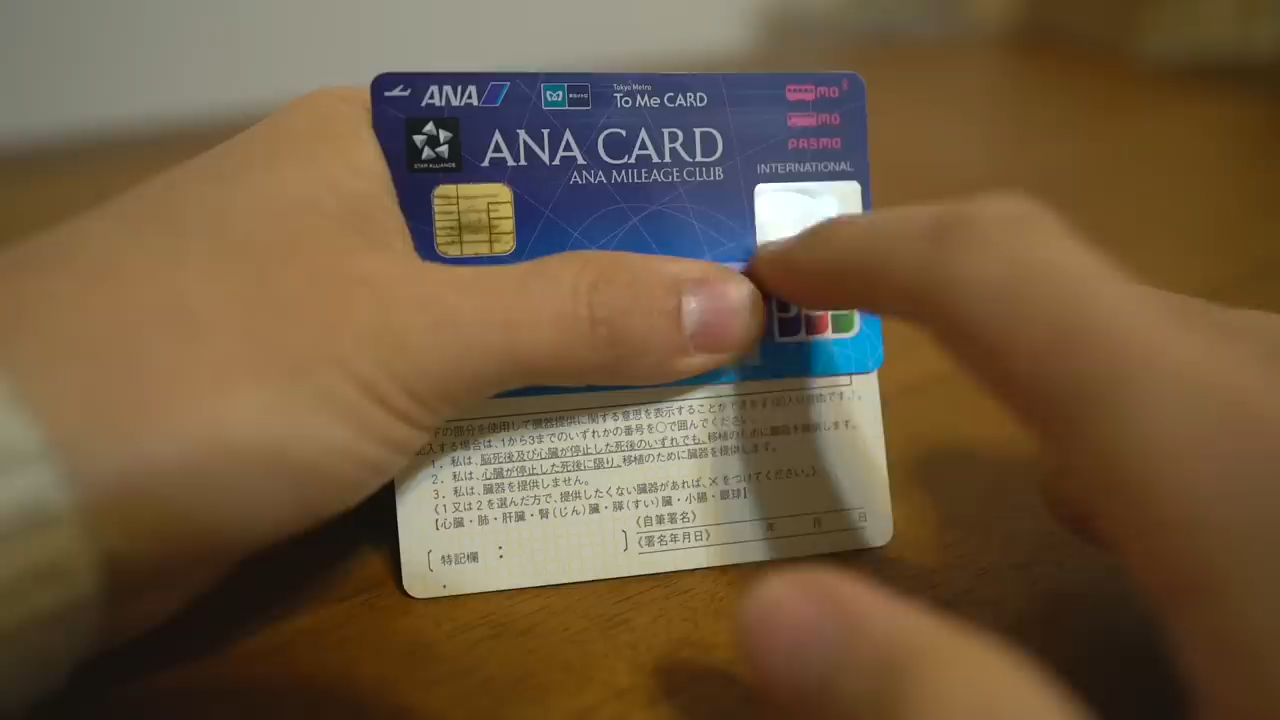 ANA
Tokyo Metro
To Me CARD
MO
MO
PASMO
STAR ALLIANCE
ANA CARD
ANA MILEAGE CLUB
INTERNATIONAL
下の部分を使用して臓器提供に関する意思を表示することが
記入する場合は、1から3までのいずれかの番号を○で囲んでください。
1. 私は、脳死後及び心臓が停止した死後のいずれでも、移植のために臓器を提供します。
2. 私は、心臓が停止した死後に限り、移植のために臓器を提供します。
3. 私は、臓器を提供しません。
《1又は2を選んだ方で、提供したくない臓器があれば、×をつけてください。》
【心臓・肺・肝臓・腎(じん)臓・膵(すい)臓・小腸・眼球】
〔特記欄：　〕
《自筆署名》
《署名年月日》　年　月　日